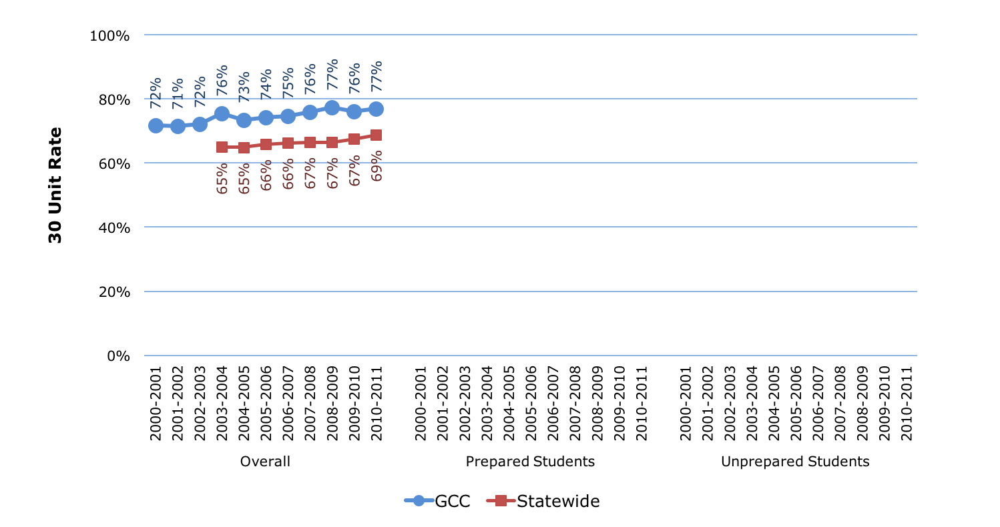 100%
80%
60%
40%
20%
0%
30 Unit Rate
72% 71% 72% 76% 73% 74% 75% 76% 77% 76% 77%
65% 65% 66% 66% 67% 67% 67% 69%
2000-2001 2001-2002 2002-2003 2003-2004 2004-2005 2005-2006 2006-2007 2007-2008 2008-2009 2009-2010 2010-2011
2000-2001 2001-2002 2002-2003 2003-2004 2004-2005 2005-2006 2006-2007 2007-2008 2008-2009 2009-2010 2010-2011
2000-2001 2001-2002 2002-2003 2003-2004 2004-2005 2005-2006 2006-2007 2007-2008 2008-2009 2009-2010 2010-2011
Overall Prepared Students Unprepared Students
GCC Statewide